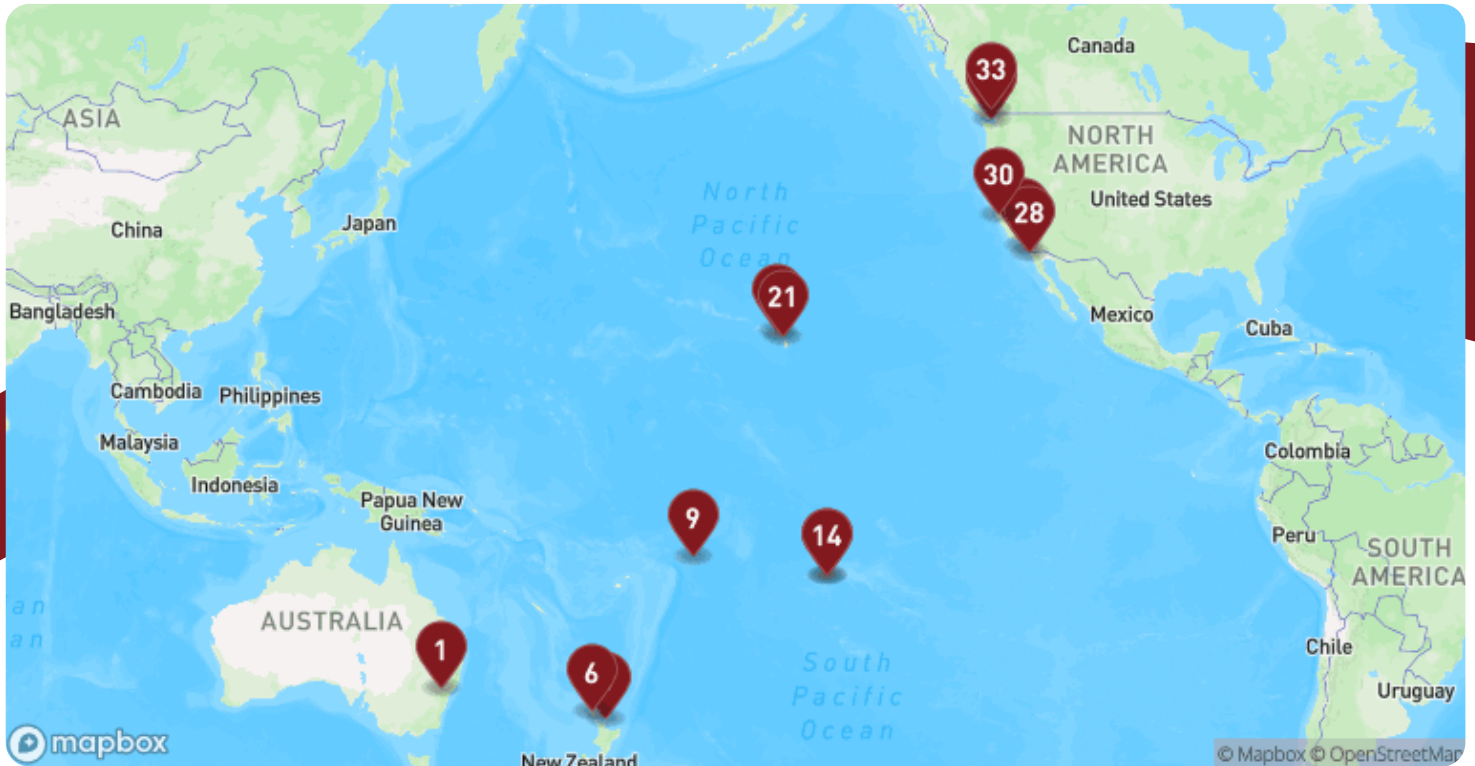 Canada
33
ASIA
NORTH
AMERICA
30
North
Pacific
Ocean
United States
28
China
Japan
21
Bangladesh
Mexico
Cuba
Cambodia
Philippines
Malaysia
Colombia
Indonesia
Papua New
Guinea
9
14
Peru
SOUTH
AMERICA
an
an
AUSTRALIA
1
6
South
Pacific
Ocean
Chile
Uruguay
mapbox
New Zealand
© Mapbox © OpenStreetMap